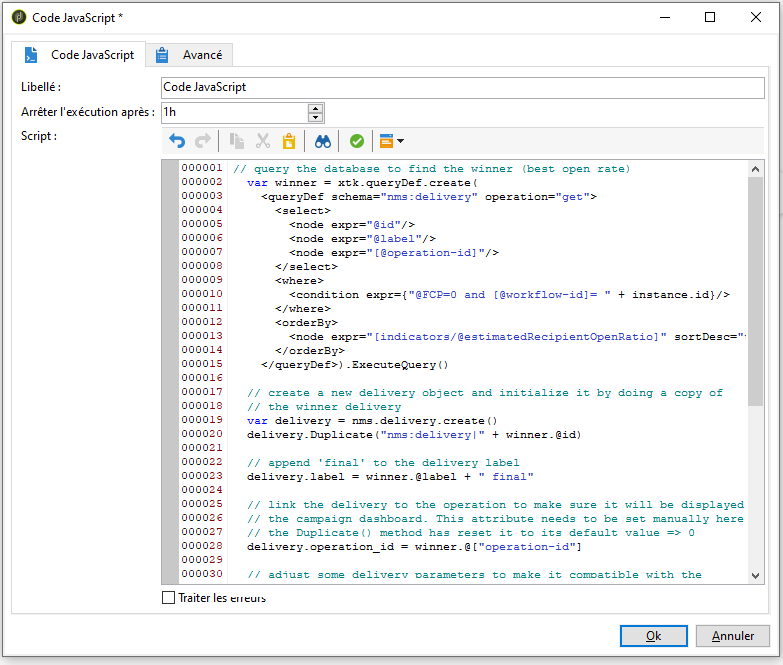 Code JavaScript *
Code JavaScript
Avancé
Libellé :
Code JavaScript
Arrêter l'exécution après :
1h
Script :
000001 // query the database to find the winner (best open rate)
000002 var winner = xtk.queryDef.create(
000003 <queryDef schema="nms:delivery" operation="get">
000004 <select>
000005 <node expr="@id"/>
000006 <node expr="@label"/>
000007 <node expr="[@operation-id]"/>
000008 </select>
000009 <where>
000010 <condition expr={"@FCP=0 and [@workflow-id]= " + instance.id}/>
000011 </where>
000012 <orderBy>
000013 <node expr="[indicators/@estimatedRecipientOpenRatio]" sortDesc="
000014 </orderBy>
000015 </queryDef>).ExecuteQuery()
000016
000017 // create a new delivery object and initialize it by doing a copy of
000018 // the winner delivery
000019 var delivery = nms.delivery.create()
000020 delivery.Duplicate("nms:delivery|" + winner.@id)
000021
000022 // append 'final' to the delivery label
000023 delivery.label = winner.@label + " final"
000024
000025 // link the delivery to the operation to make sure it will be displayed
000026 // the campaign dashboard. This attribute needs to be set manually here
000027 // the Duplicate() method has reset it to its default value => 0
000028 delivery.operation_id = winner.@["operation-id"]
000029
000030 // adjust some delivery parameters to make it compatible with the
Traiter les erreurs
Ok
Annuler